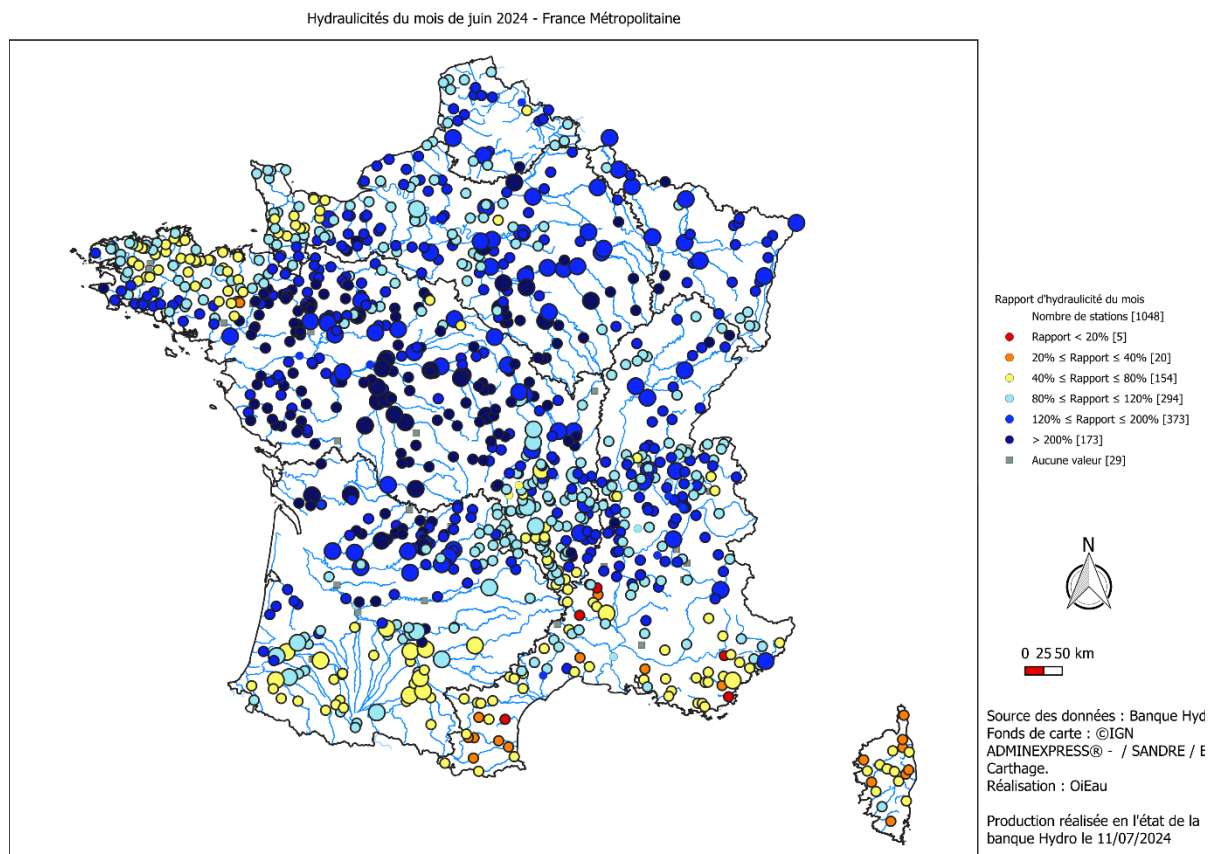 Hydraulicités du mois de juin 2024 - France Métropolitaine
Rapport d'hydraulicité du mois
Nombre de stations [1048]
Rapport < 20% [5]
20% ≤ Rapport ≤ 40% [20]
40% ≤ Rapport ≤ 80% [154]
80% ≤ Rapport ≤ 120% [294]
120% ≤ Rapport ≤ 200% [373]
> 200% [173]
Aucune valeur [29]
N
0 25 50 km
Source des données : Banque Hyd
Fonds de carte : ©IGN
ADMINEXPRESS® - / SANDRE / E
Carthage.
Réalisation : OiEau
Production réalisée en l'état de la
banque Hydro le 11/07/2024